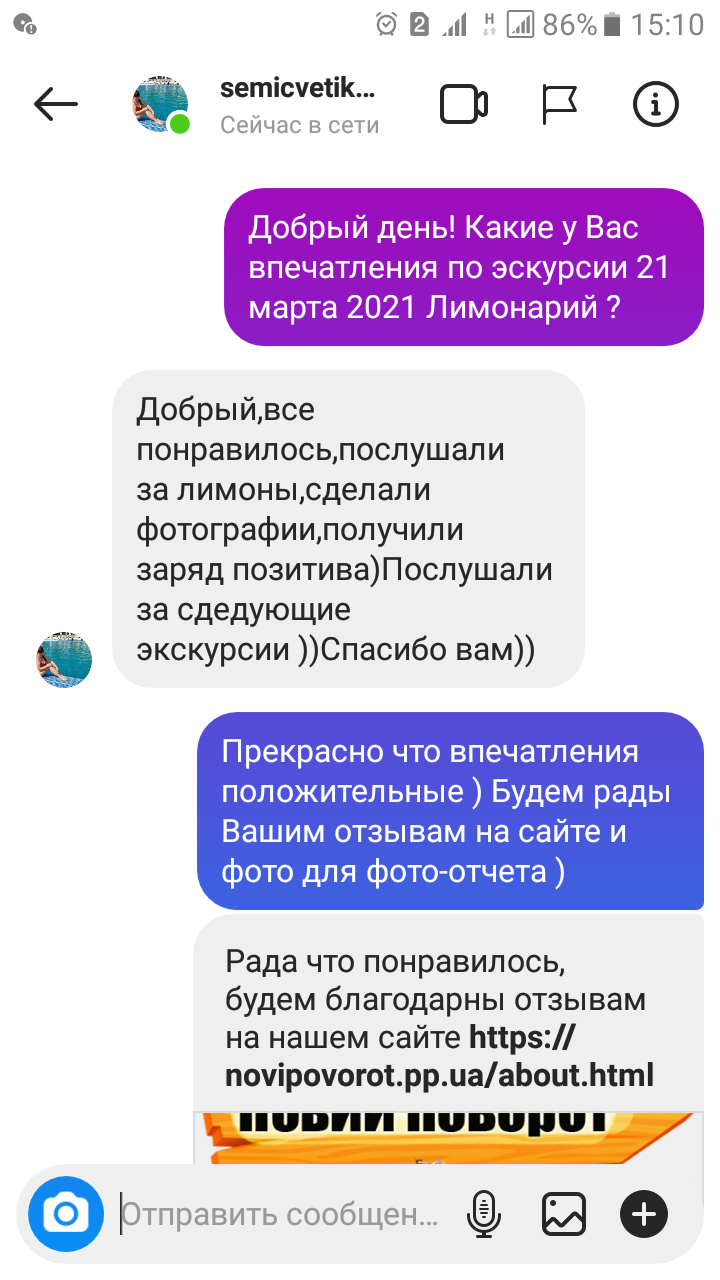 2 H 86% 15:10
semicvetik...
Сейчас в сети
Добрый день! Какие у Вас
впечатления по эскурсии 21
марта 2021 Лимонарий ?
Добрый,все
понравилось,послушали
за лимоны,сделали
фотографии,получили
заряд позитива)Послушали
за сдедующие
экскурсии ))Спасибо вам))
Прекрасно что впечатления
положительные ) Будем рады
Вашим отзывам на сайте и
фото для фото-отчета )
Рада что понравилось,
будем благодарны отзывам
на нашем сайте https://
novipovorot.pp.ua/about.html
Отправить сообщен...